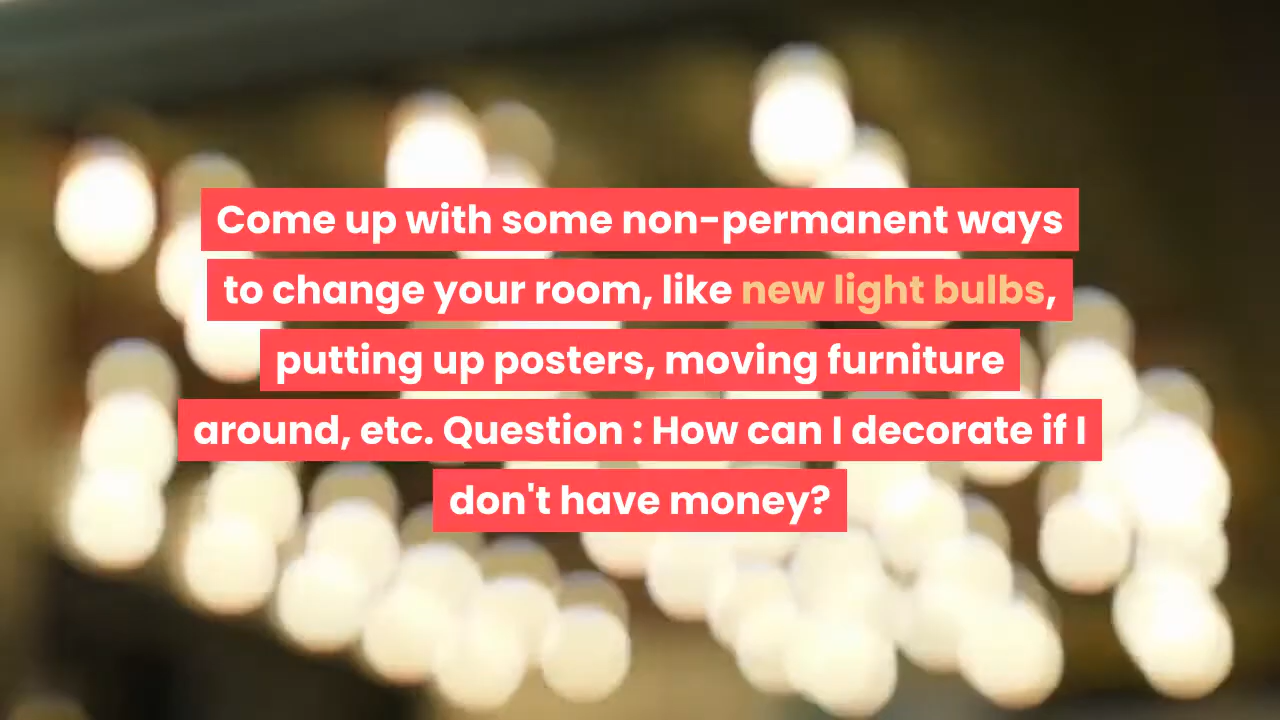 Come up with some non-permanent ways
to change your room, like new light bulbs,
putting up posters, moving furniture
around, etc. Question : How can I decorate if I
don't have money?